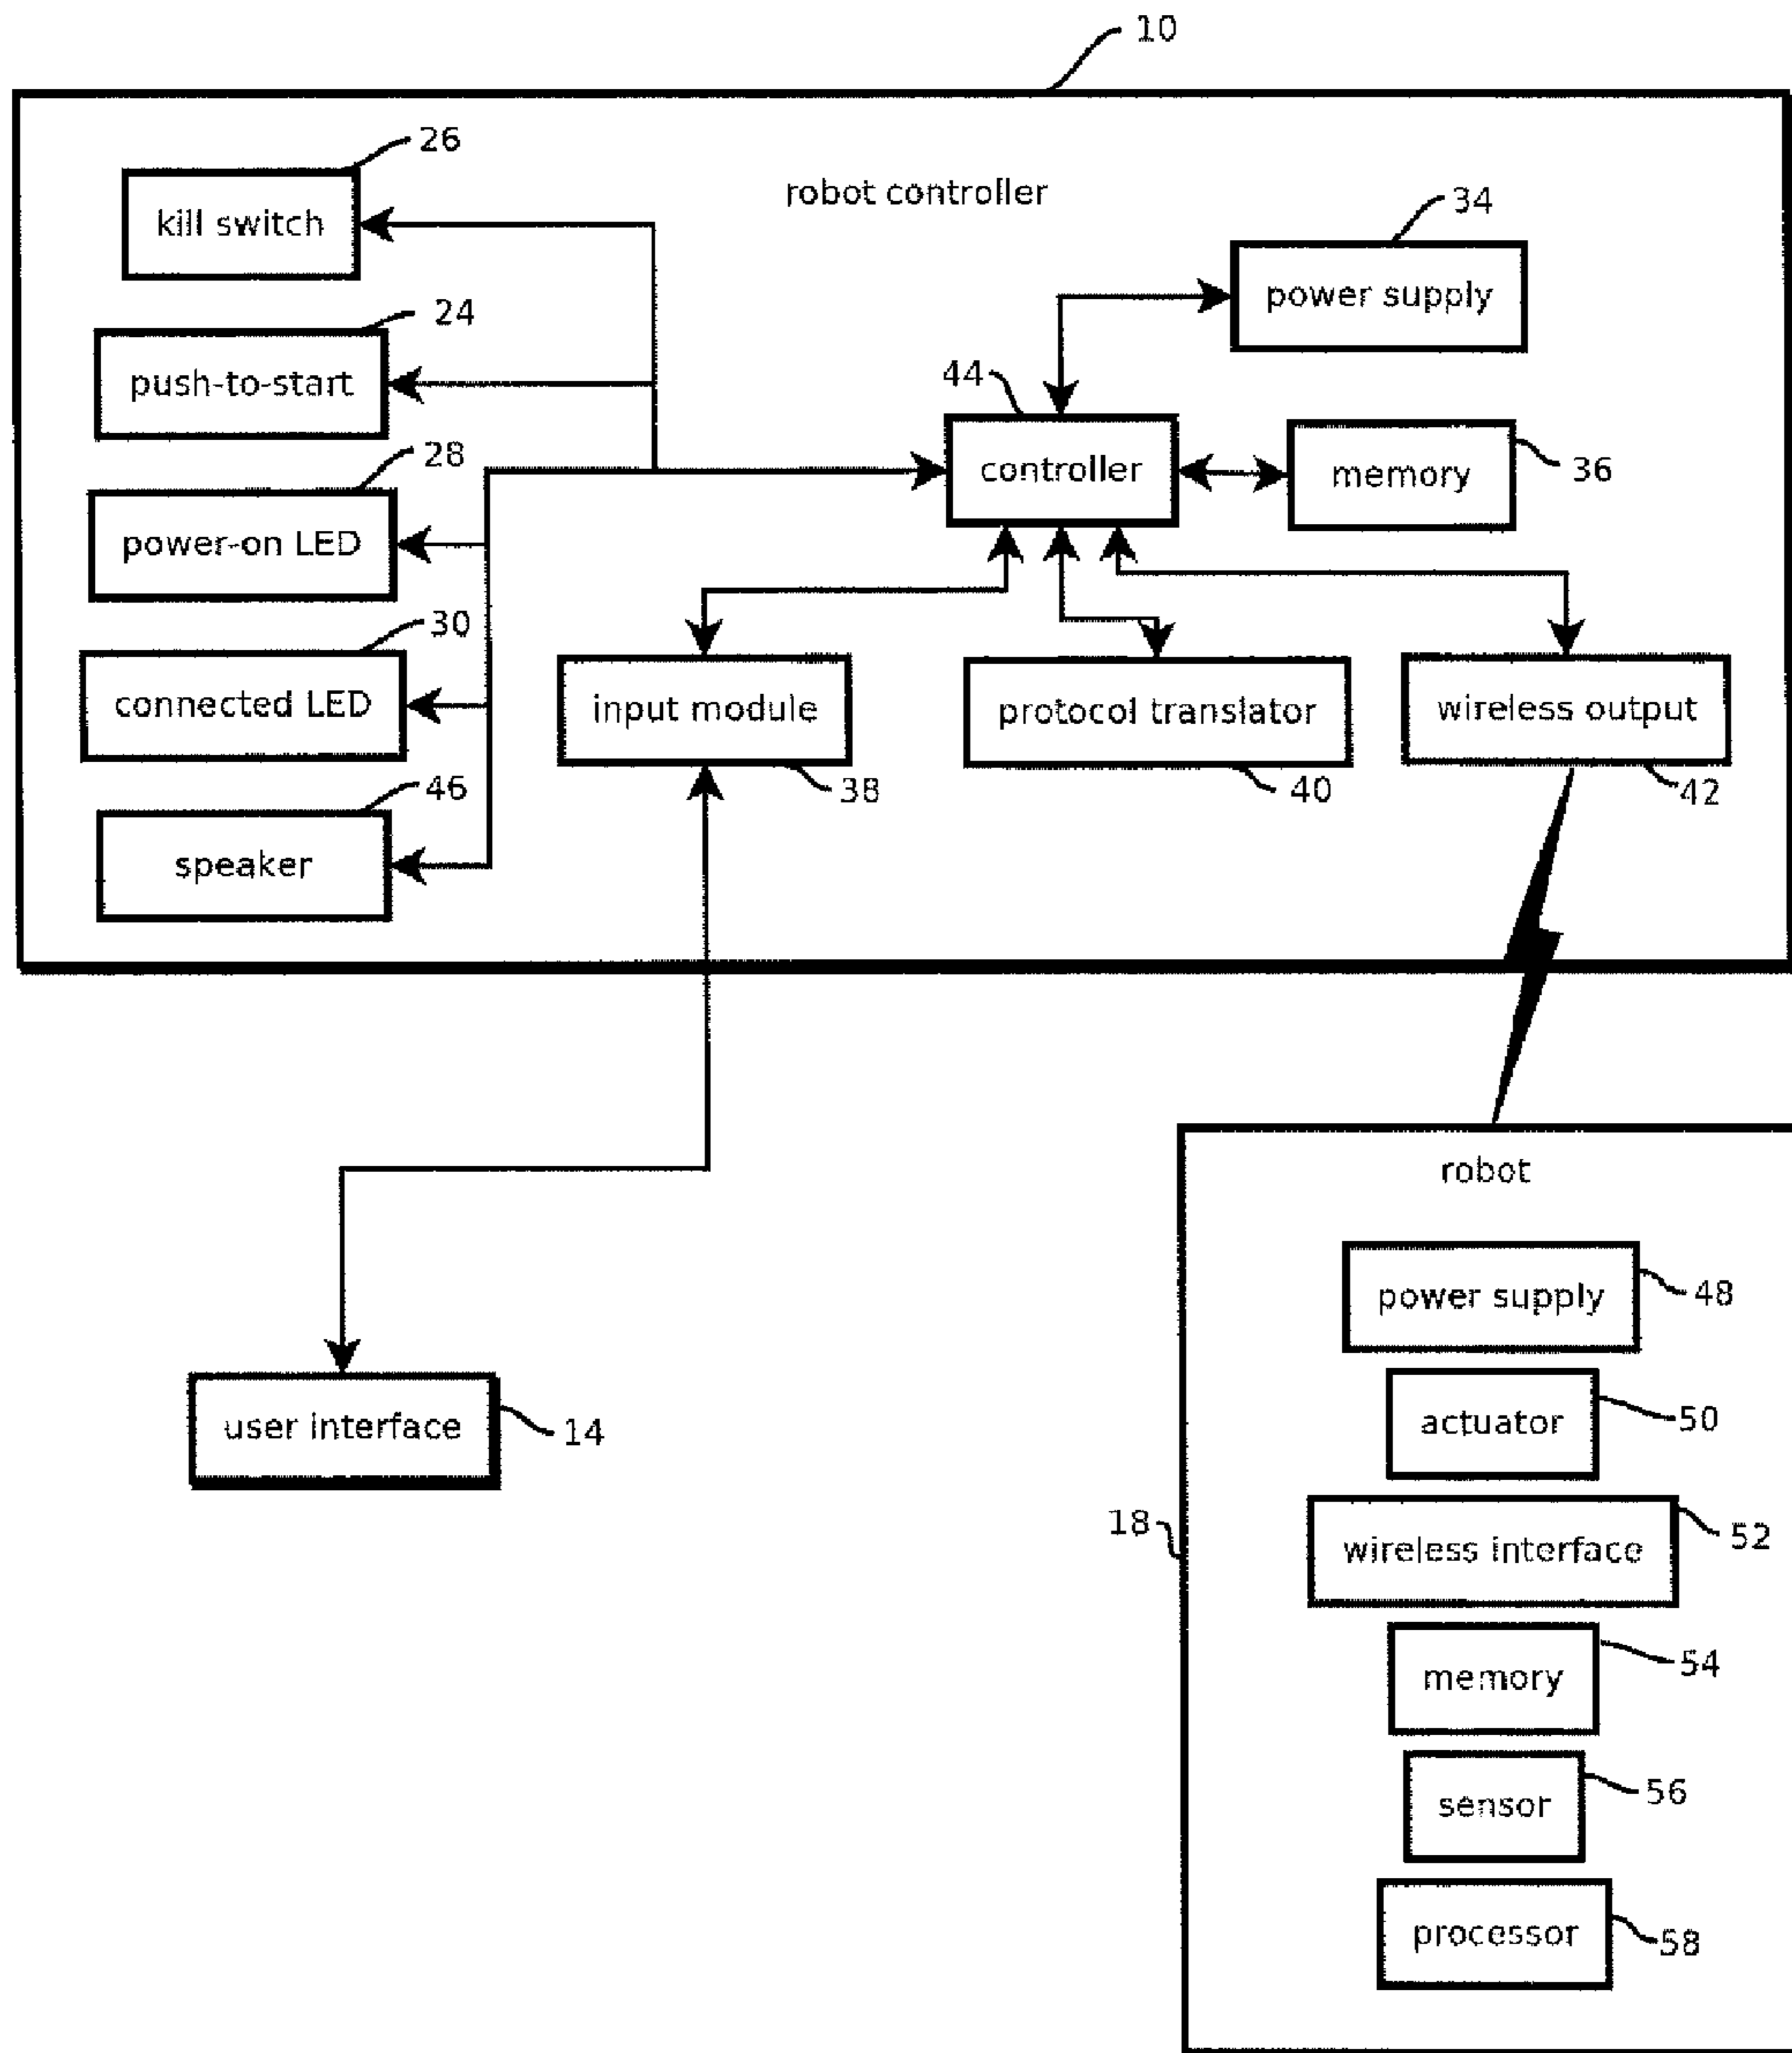 10
26
robot controller
kill switch
34
power supply
24
push-to-start
44
controller
memory
36
28
power-on LED
30
connected LED
input module
38
protocol translator
40
wireless output
42
46
speaker
user interface
14
robot
18
power supply
48
actuator
50
wireless interface
52
memory
54
sensor
56
processor
58